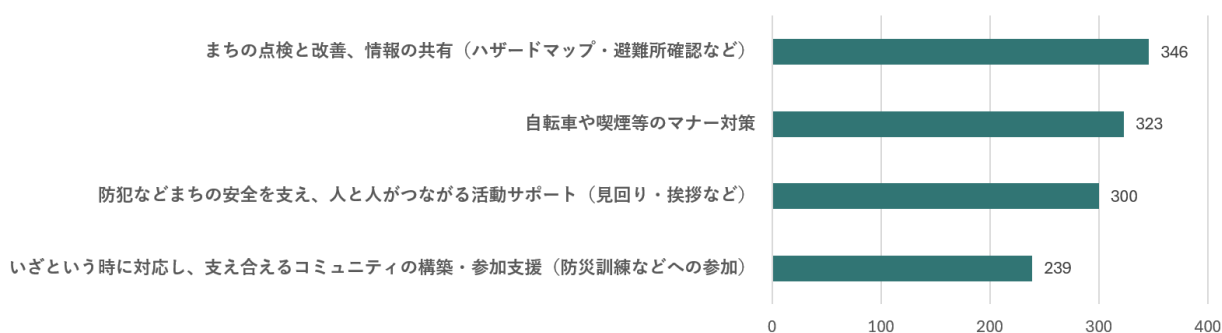 まちの点検と改善、情報の共有（ハザードマップ・避難所確認など） 346
自転車や喫煙等のマナー対策 323
防犯などまちの安全を支え、人と人がつながる活動サポート（見回り・挨拶など） 300
いざという時に対応し、支え合えるコミュニティの構築・参加支援（防災訓練などへの参加） 239
0 100 200 300 400